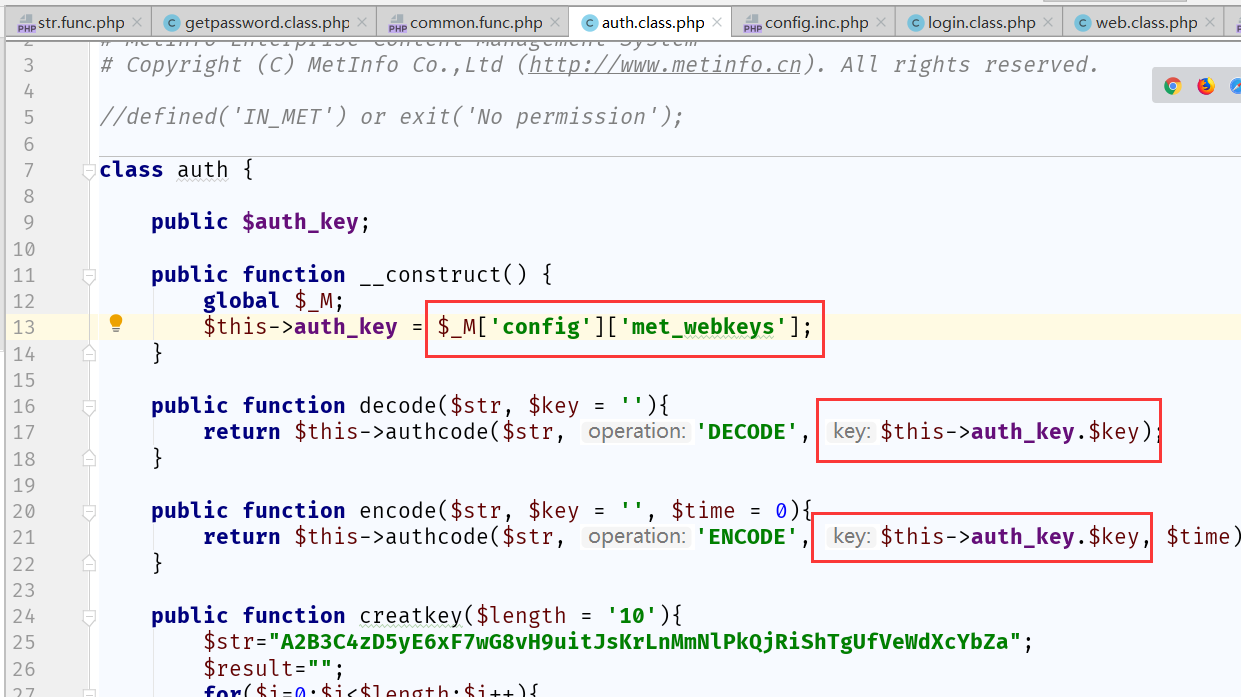 str.func.php × getpassword.class.php × common.func.php × auth.class.php × config.inc.php × login.class.php × web.class.php ×
2 # MetInfo Enterprise Content Management System
3 # Copyright (C) MetInfo Co.,Ltd (http://www.metinfo.cn). All rights reserved.
4
5 //defined('IN_MET') or exit('No permission');
6
7 class auth {
8
9 public $auth_key;
10
11 public function __construct() {
12 global $_M;
13 $this->auth_key = $_M['config']['met_webkeys'];
14 }
15
16 public function decode($str, $key = ''){
17 return $this->authcode($str, operation: 'DECODE', key: $this->auth_key.$key);
18 }
19
20 public function encode($str, $key = '', $time = 0){
21 return $this->authcode($str, operation: 'ENCODE', key: $this->auth_key.$key, $time)
22 }
23
24 public function creatkey($length = '10'){
25 $str="A2B3C4zD5yE6xF7wG8vH9uitJsKrLnMmNlPkQjRiShTgUfVeWdXcYbZa";
26 $result="";
27 for($i=0;$i<$length;$i++){